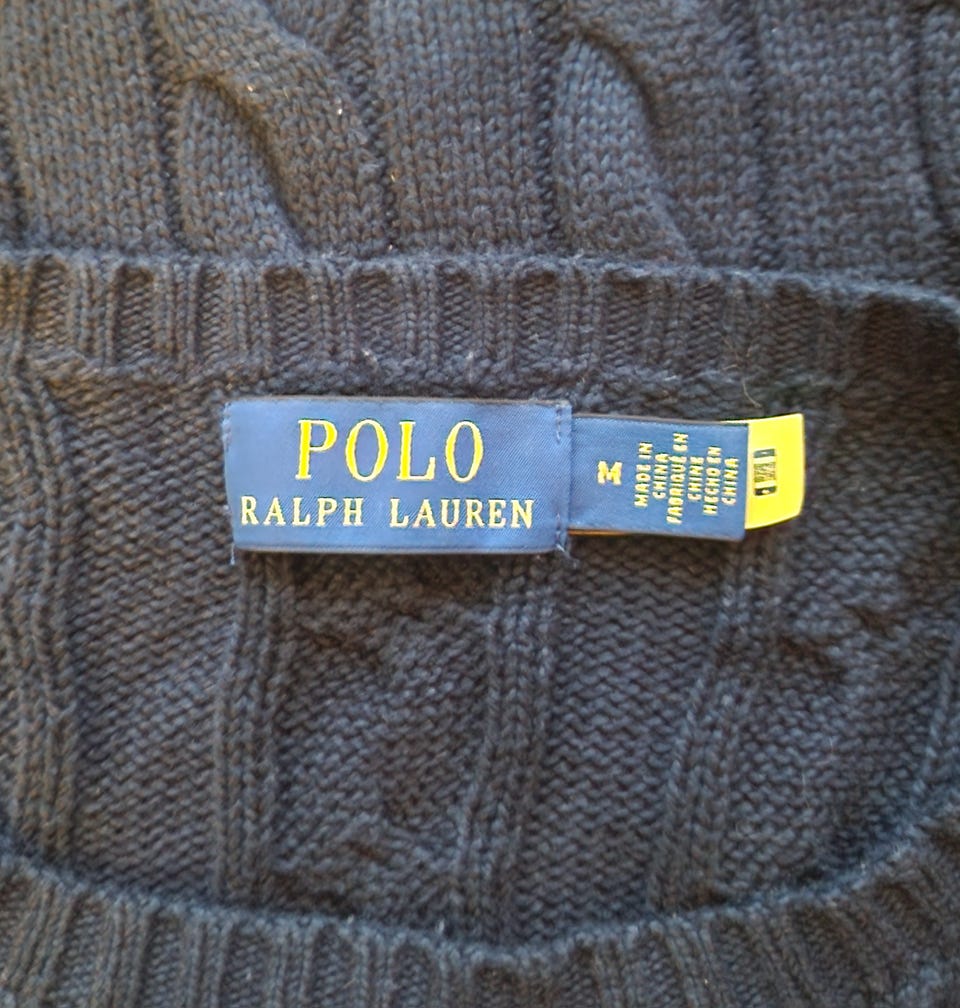 POLO
RALPH LAUREN
M
MADE IN
CHINA
FABRIQUÉ EN
CHINE
HECHO EN
CHINA